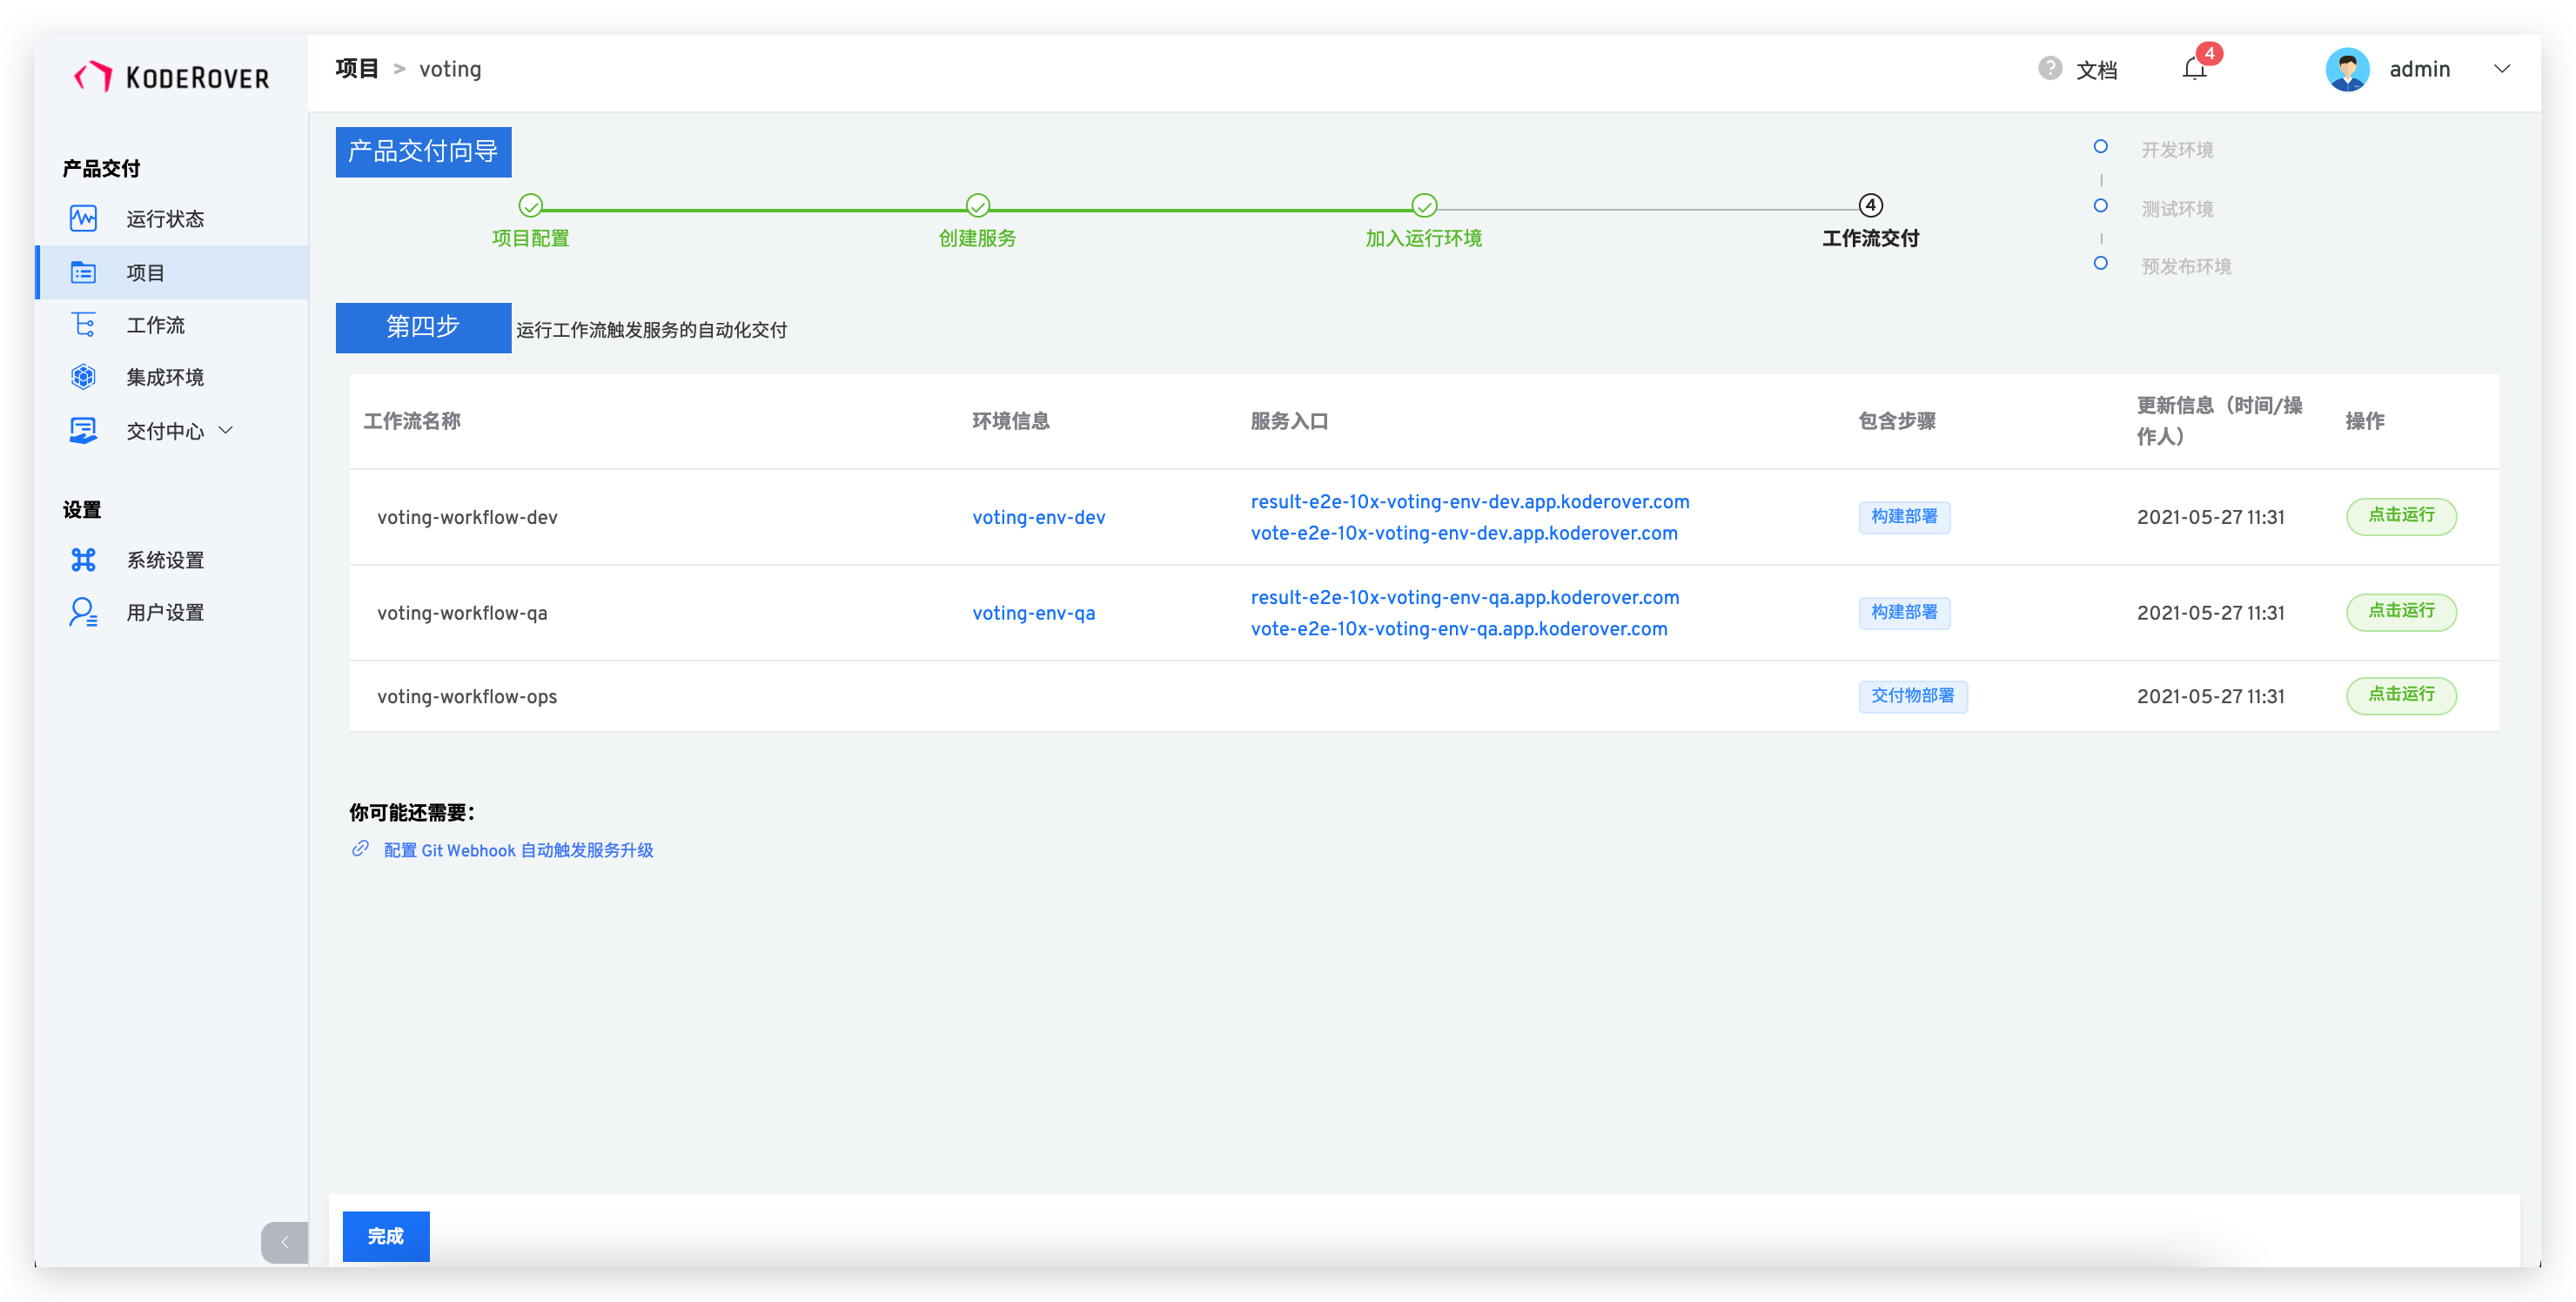 KODEROVER
项目 > voting
文档
4
admin
产品交付
运行状态
项目
工作流
集成环境
交付中心
设置
系统设置
用户设置
产品交付向导
项目配置
创建服务
加入运行环境
4
工作流交付
开发环境
测试环境
预发布环境
第四步 运行工作流触发服务的自动化交付
工作流名称 环境信息 服务入口 包含步骤 更新信息（时间/操
作人） 操作
voting-workflow-dev voting-env-dev result-e2e-10x-voting-env-dev.app.koderover.com
vote-e2e-10x-voting-env-dev.app.koderover.com 构建部署 2021-05-27 11:31 点击运行
voting-workflow-qa voting-env-qa result-e2e-10x-voting-env-qa.app.koderover.com
vote-e2e-10x-voting-env-qa.app.koderover.com 构建部署 2021-05-27 11:31 点击运行
voting-workflow-ops 交付物部署 2021-05-27 11:31 点击运行
你可能还需要：
配置 Git Webhook 自动触发服务升级
完成